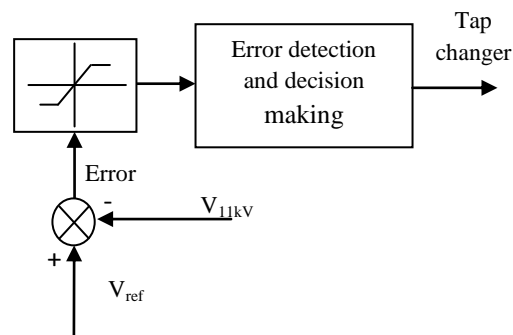 Tap
changer
Error detection
and decision
making
Error
-
V11kV
+
Vref